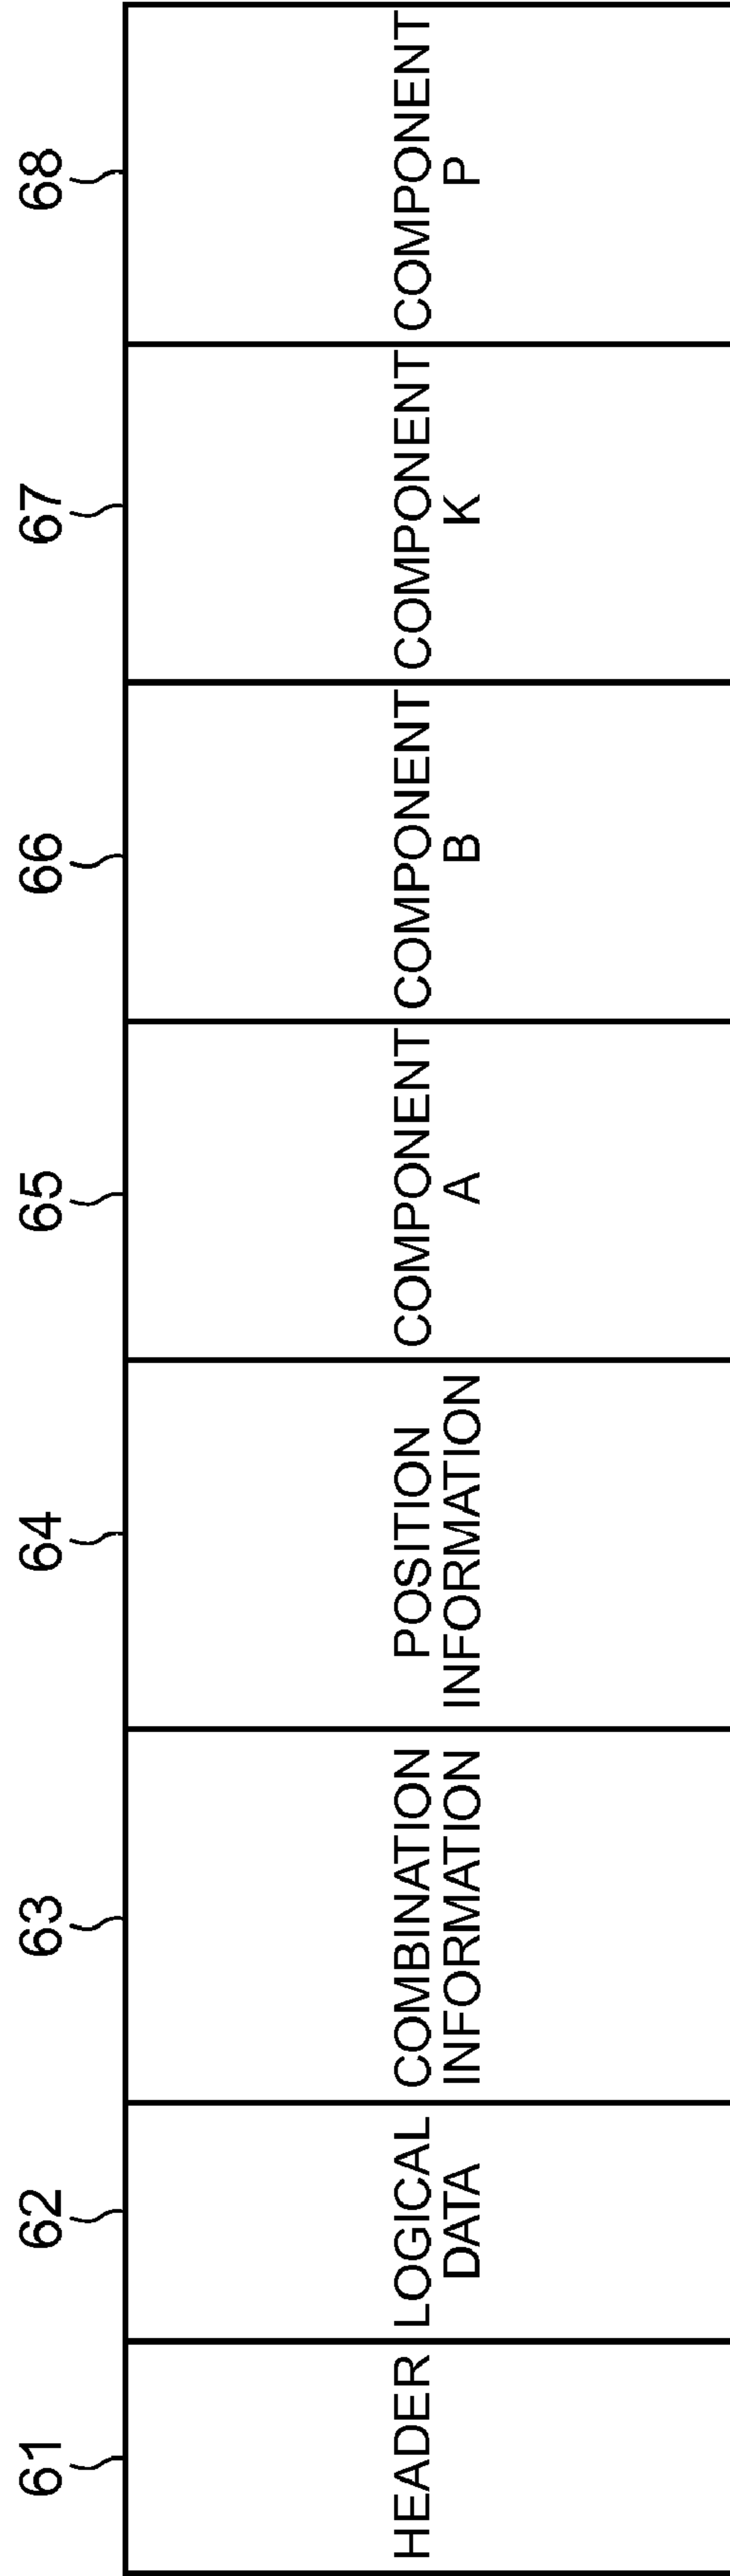 61
62
63
64
65
66
67
68
HEADER
LOGICAL
DATA
COMBINATION
INFORMATION
POSITION
INFORMATION
COMPONENT
A
COMPONENT
B
COMPONENT
K
COMPONENT
P